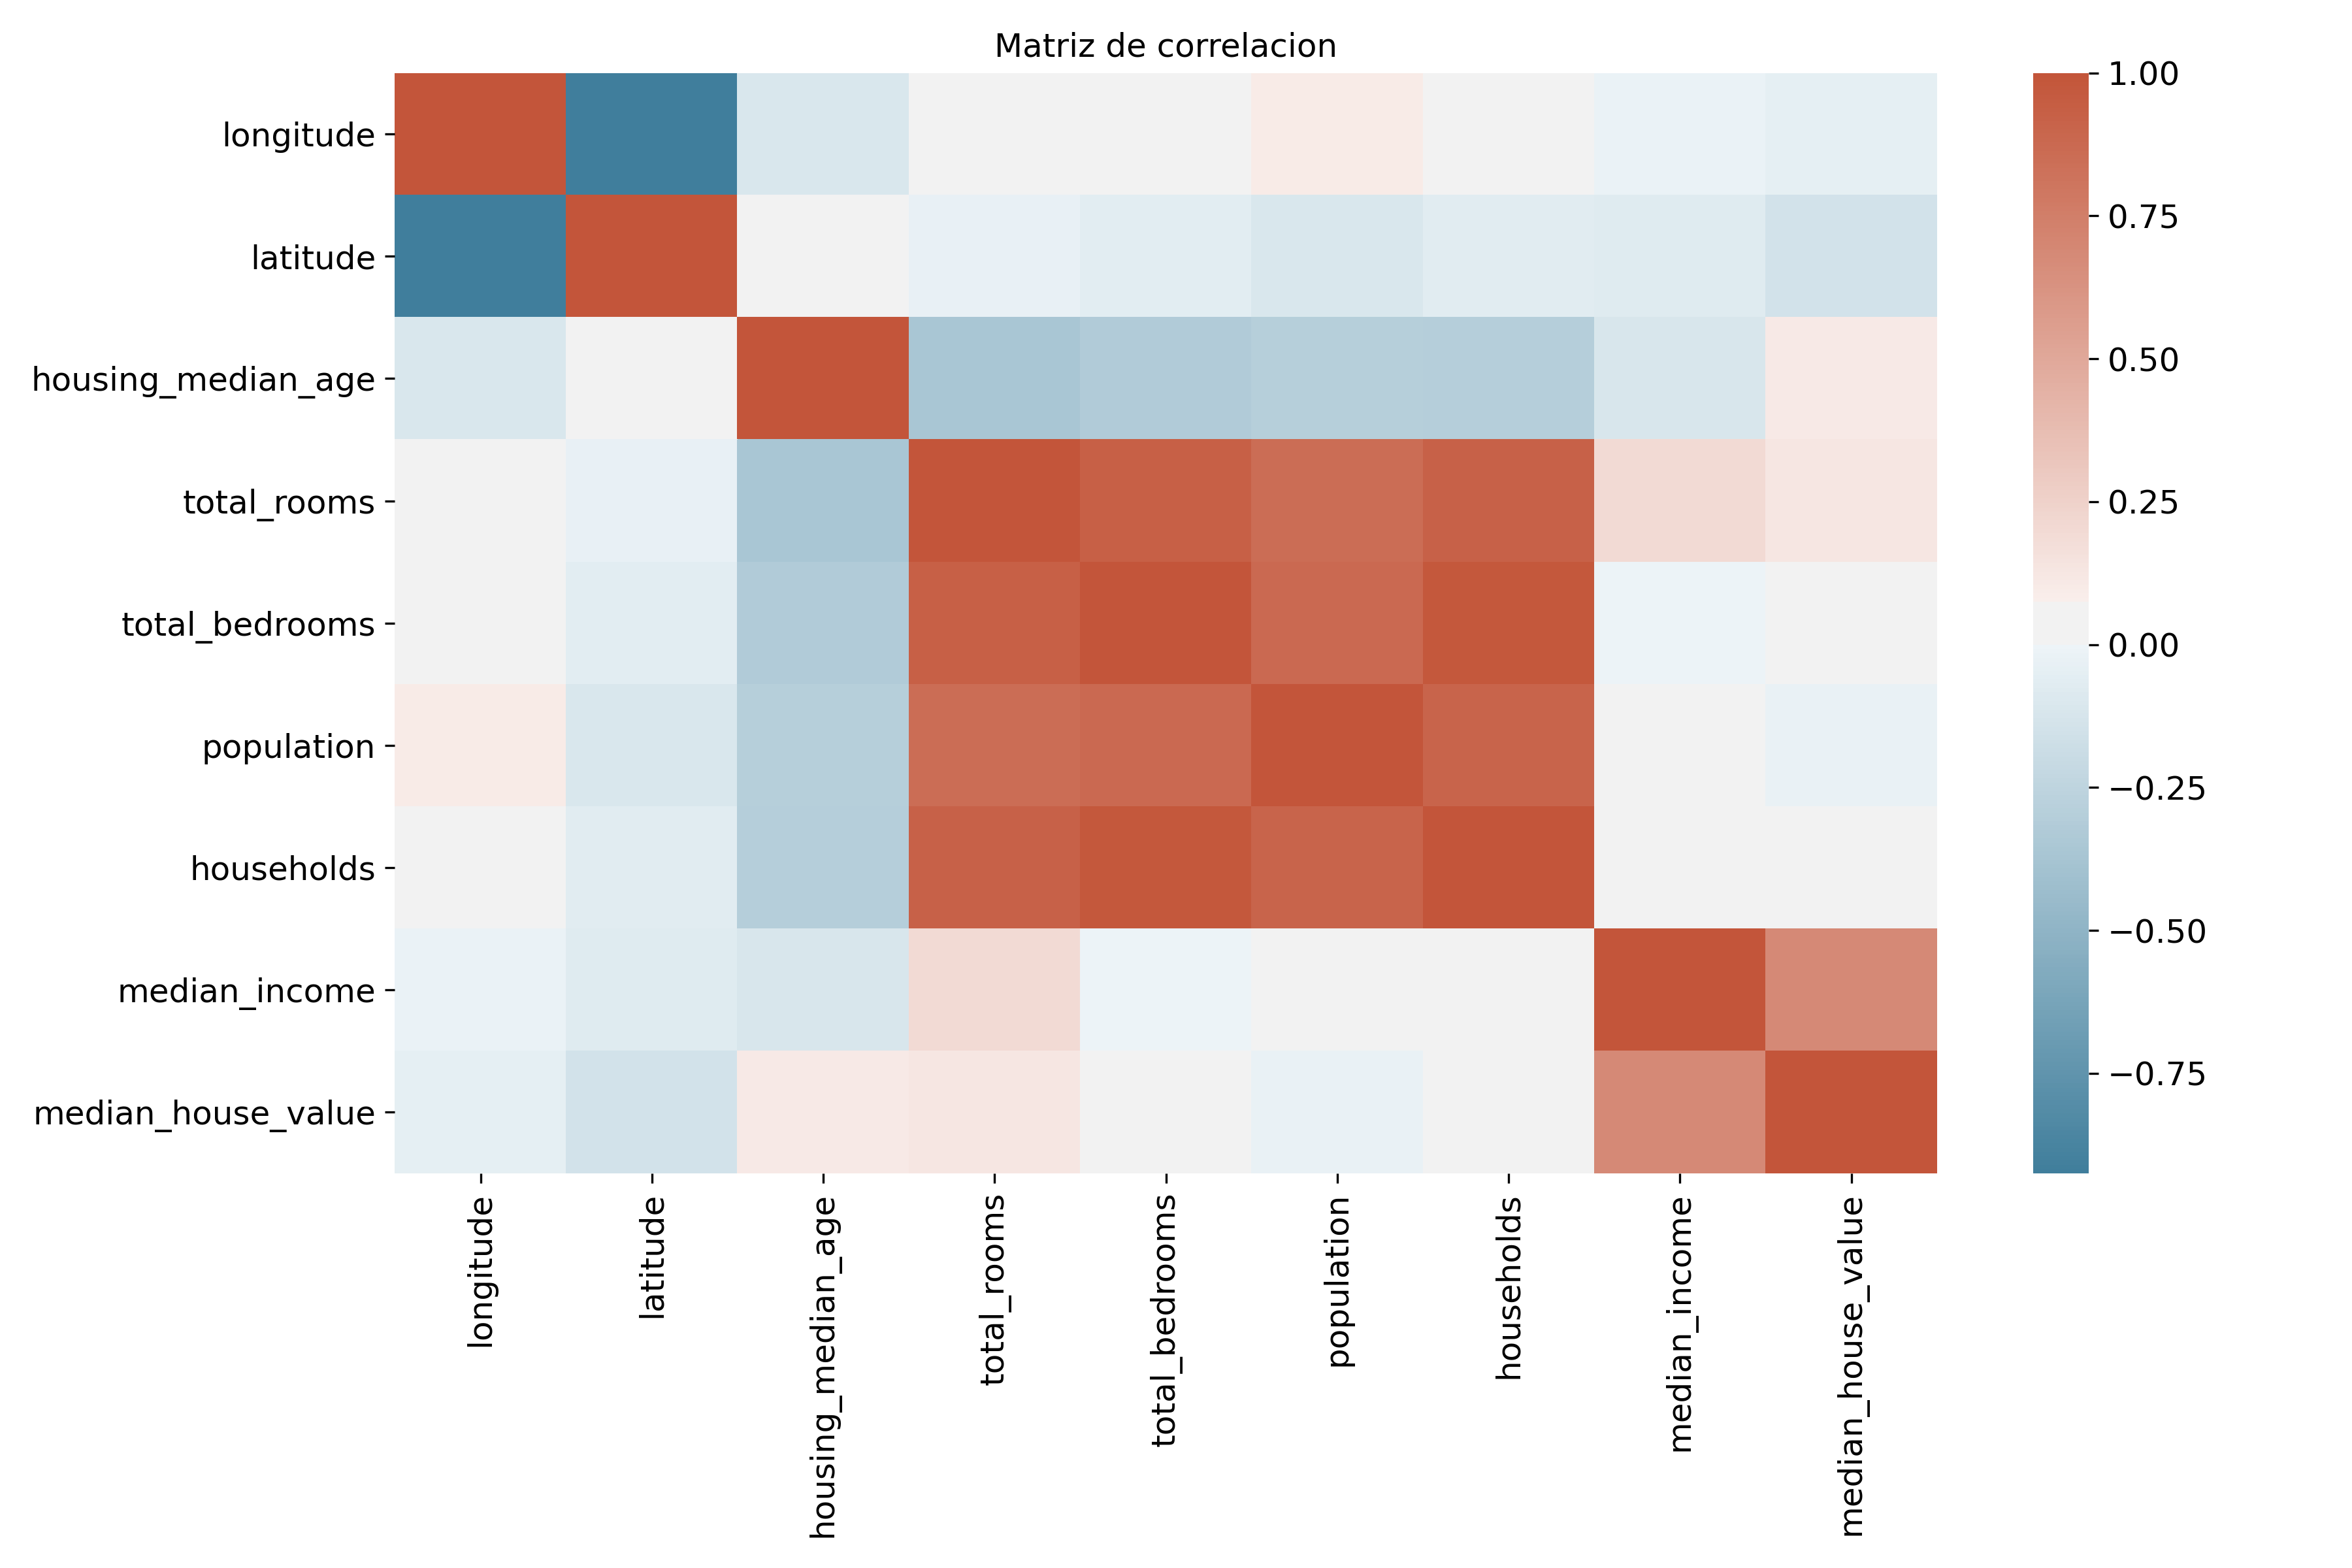 Matriz de correlacion
longitude
latitude
housing_median_age
total_rooms
total_bedrooms
population
households
median_income
median_house_value
longitude
latitude
housing_median_age
total_rooms
total_bedrooms
population
households
median_income
median_house_value
1.00
0.75
0.50
0.25
0.00
−0.25
−0.50
−0.75